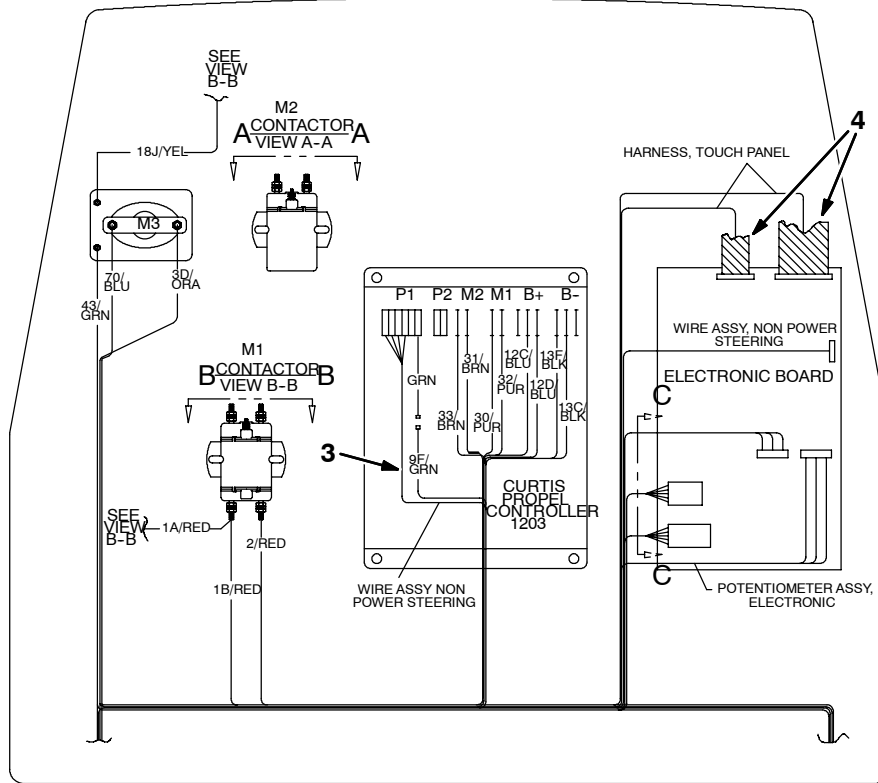 SEE
VIEW
B-B
M2
A CONTACTOR A
VIEW A-A
18J/YEL
M3
70/
BLU
3D/
ORA
43/
GRN
M1
B CONTACTOR B
VIEW B-B
SEE
VIEW
B-B
1A/RED
2/RED
1B/RED
3
P1 P2 M2 M1 B+ B-
GRN
9F/
GRN
33/
BRN
31/
BRN
30/
PUR
32/
PUR
12C/
BLU
12D/
BLU
13F/
BLK
13C/
BLK
CURTIS
PROPEL
CONTROLLER
1203
WIRE ASSY NON
POWER STEERING
4
HARNESS, TOUCH PANEL
WIRE ASSY, NON POWER
STEERING
ELECTRONIC BOARD
C
C
POTENTIOMETER ASSY,
ELECTRONIC